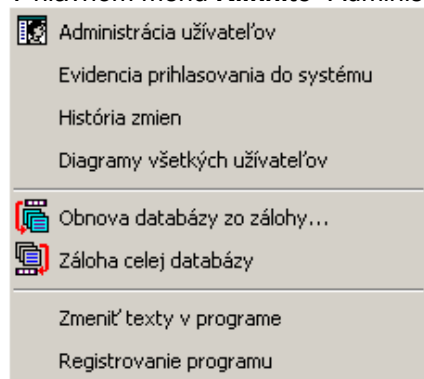 Administrácia užívateľov
Evidencia prihlasovania do systému
História zmien
Diagramy všetkých užívateľov
Obnova databázy zo zálohy...
Záloha celej databázy
Zmeniť texty v programe
Registrovanie programu